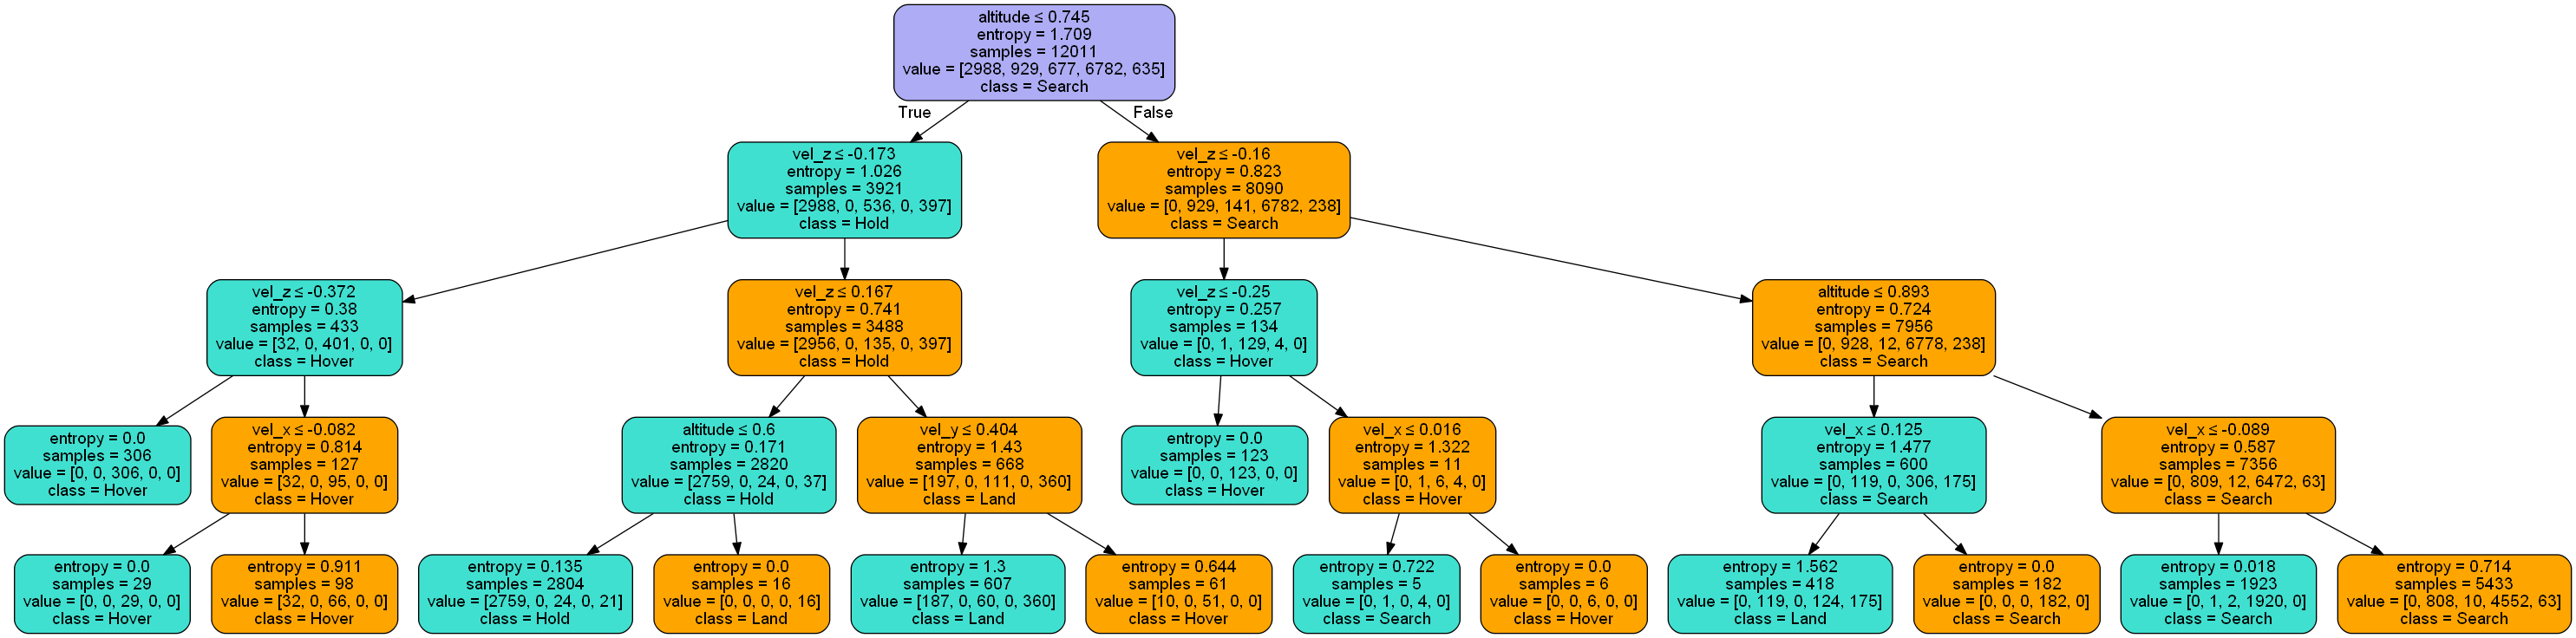 altitude ≤ 0.745
entropy = 1.709
samples = 12011
value = [2988, 929, 677, 6782, 635]
class = Search
True
False
vel_z ≤ -0.173
entropy = 1.026
samples = 3921
value = [2988, 0, 536, 0, 397]
class = Hold
vel_z ≤ -0.16
entropy = 0.823
samples = 8090
value = [0, 929, 141, 6782, 238]
class = Search
vel_z ≤ -0.372
entropy = 0.38
samples = 433
value = [32, 0, 401, 0, 0]
class = Hover
vel_z ≤ 0.167
entropy = 0.741
samples = 3488
value = [2956, 0, 135, 0, 397]
class = Hold
vel_z ≤ -0.25
entropy = 0.257
samples = 134
value = [0, 1, 129, 4, 0]
class = Hover
altitude ≤ 0.893
entropy = 0.724
samples = 7956
value = [0, 928, 12, 6778, 238]
class = Search
entropy = 0.0
samples = 306
value = [0, 0, 306, 0, 0]
class = Hover
vel_x ≤ -0.082
entropy = 0.814
samples = 127
value = [32, 0, 95, 0, 0]
class = Hover
altitude ≤ 0.6
entropy = 0.171
samples = 2820
value = [2759, 0, 24, 0, 37]
class = Hold
vel_y ≤ 0.404
entropy = 1.43
samples = 668
value = [197, 0, 111, 0, 360]
class = Land
entropy = 0.0
samples = 123
value = [0, 0, 123, 0, 0]
class = Hover
vel_x ≤ 0.016
entropy = 1.322
samples = 11
value = [0, 1, 6, 4, 0]
class = Hover
vel_x ≤ 0.125
entropy = 1.477
samples = 600
value = [0, 119, 0, 306, 175]
class = Search
vel_x ≤ -0.089
entropy = 0.587
samples = 7356
value = [0, 809, 12, 6472, 63]
class = Search
entropy = 0.0
samples = 29
value = [0, 0, 29, 0, 0]
class = Hover
entropy = 0.911
samples = 98
value = [32, 0, 66, 0, 0]
class = Hover
entropy = 0.135
samples = 2804
value = [2759, 0, 24, 0, 21]
class = Hold
entropy = 0.0
samples = 16
value = [0, 0, 0, 0, 16]
class = Land
entropy = 1.3
samples = 607
value = [187, 0, 60, 0, 360]
class = Land
entropy = 0.644
samples = 61
value = [10, 0, 51, 0, 0]
class = Hover
entropy = 0.722
samples = 5
value = [0, 1, 0, 4, 0]
class = Search
entropy = 0.0
samples = 6
value = [0, 0, 6, 0, 0]
class = Hover
entropy = 1.562
samples = 418
value = [0, 119, 0, 124, 175]
class = Land
entropy = 0.0
samples = 182
value = [0, 0, 0, 182, 0]
class = Search
entropy = 0.018
samples = 1923
value = [0, 1, 2, 1920, 0]
class = Search
entropy = 0.714
samples = 5433
value = [0, 808, 10, 4552, 63]
class = Search